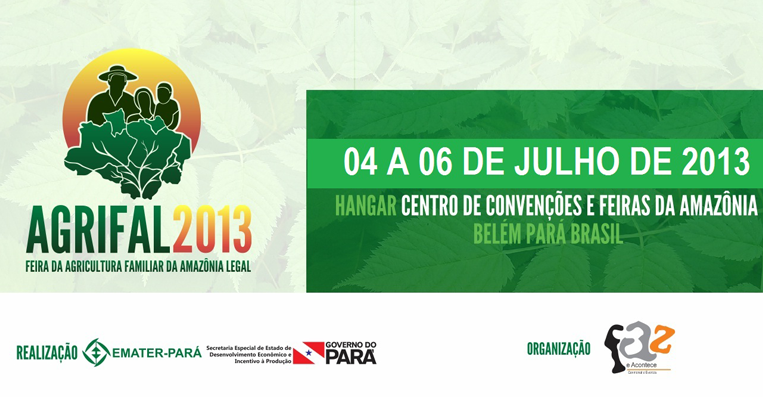 AGRIFAL2013
FEIRA DA AGRICULTURA FAMILIAR DA AMAZÔNIA LEGAL
04 A 06 DE JULHO DE 2013
HANGAR CENTRO DE CONVENÇÕES E FEIRAS DA AMAZÔNIA
BELÉM PARÁ BRASIL
REALIZAÇÃO
EMATER-PARÁ
Secretaria Especial de Estado de
Desenvolvimento Econômico e
Incentivo à Produção
GOVERNO DO
PARÁ
ORGANIZAÇÃO
faz
e Acontece